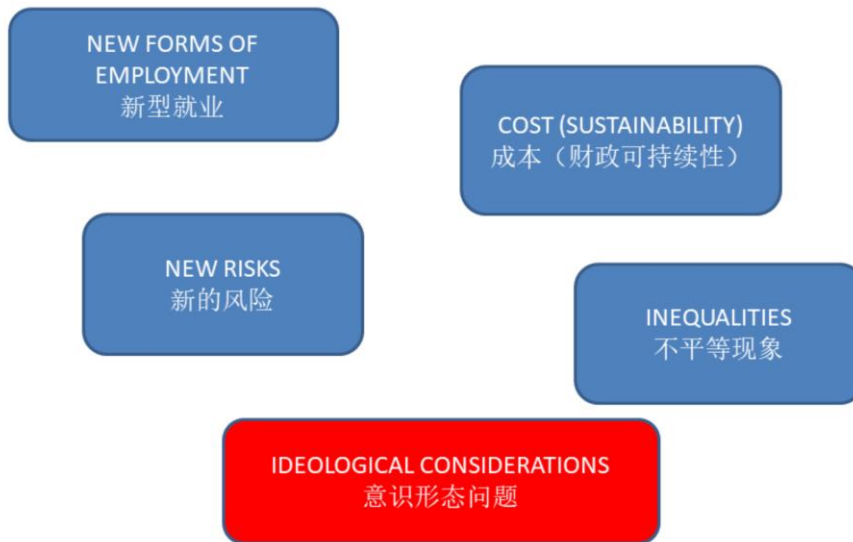 NEW FORMS OF
EMPLOYMENT
新型就业
COST (SUSTAINABILITY)
成本（财政可持续性）
NEW RISKS
新的风险
INEQUALITIES
不平等现象
IDEOLOGICAL CONSIDERATIONS
意识形态问题